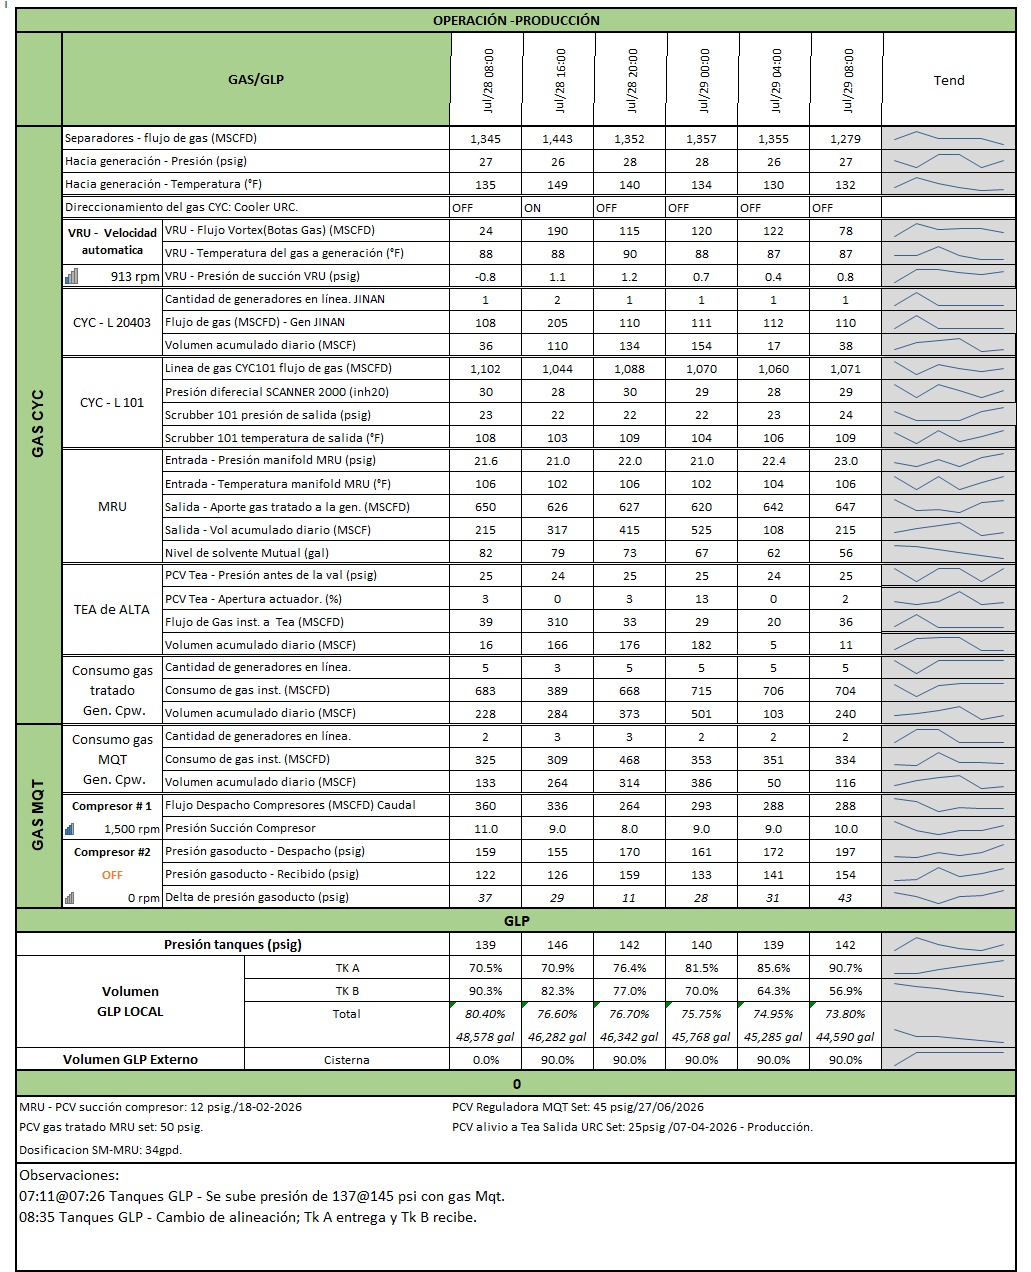 OPERACIÓN -PRODUCCIÓN
GAS/GLP Jul/28 08:00 Jul/28 16:00 Jul/28 20:00 Jul/29 00:00 Jul/29 04:00 Jul/29 08:00 Tend
GAS CYC
Separadores - flujo de gas (MSCFD) 1,345 1,443 1,352 1,357 1,355 1,279
Hacia generación - Presión (psig) 27 26 28 28 26 27
Hacia generación - Temperatura (°F) 135 149 140 134 130 132
Direccionamiento del gas CYC: Cooler URC. OFF ON OFF OFF OFF OFF
VRU - Velocidad automatica
913 rpm
VRU - Flujo Vortex(Botas Gas) (MSCFD) 24 190 115 120 122 78
VRU - Temperatura del gas a generación (°F) 88 88 90 88 87 87
VRU - Presión de succión VRU (psig) -0.8 1.1 1.2 0.7 0.4 0.8
CYC - L 20403
Cantidad de generadores en línea. JINAN 1 2 1 1 1 1
Flujo de gas (MSCFD) - Gen JINAN 108 205 110 111 112 110
Volumen acumulado diario (MSCF) 36 110 134 154 17 38
CYC - L 101
Linea de gas CYC101 flujo de gas (MSCFD) 1,102 1,044 1,088 1,070 1,060 1,071
Presión diferecial SCANNER 2000 (inh20) 30 28 30 29 28 29
Scrubber 101 presión de salida (psig) 23 22 22 22 23 24
Scrubber 101 temperatura de salida (°F) 108 103 109 104 106 109
MRU
Entrada - Presión manifold MRU (psig) 21.6 21.0 22.0 21.0 22.4 23.0
Entrada - Temperatura manifold MRU (°F) 106 102 106 102 104 106
Salida - Aporte gas tratado a la gen. (MSCFD) 650 626 627 620 642 647
Salida - Vol acumulado diario (MSCF) 215 317 415 525 108 215
Nivel de solvente Mutual (gal) 82 79 73 67 62 56
TEA de ALTA
PCV Tea - Presión antes de la val (psig) 25 24 25 25 24 25
PCV Tea - Apertura actuador. (%) 3 0 3 13 0 2
Flujo de Gas inst. a Tea (MSCFD) 39 310 33 29 20 36
Volumen acumulado diario (MSCF) 16 166 176 182 5 11
Consumo gas tratado Gen. Cpw.
Cantidad de generadores en línea. 5 3 5 5 5 5
Consumo de gas inst. (MSCFD) 683 389 668 715 706 704
Volumen acumulado diario (MSCF) 228 284 373 501 103 240
GAS MQT
Consumo gas MQT Gen. Cpw.
Cantidad de generadores en línea. 2 3 3 2 2 2
Consumo de gas inst. (MSCFD) 325 309 468 353 351 334
Volumen acumulado diario (MSCF) 133 264 314 386 50 116
Compresor # 1
1,500 rpm
Flujo Despacho Compresores (MSCFD) Caudal 360 336 264 293 288 288
Presión Succión Compresor 11.0 9.0 8.0 9.0 9.0 10.0
Compresor #2
OFF
0 rpm
Presión gasoducto - Despacho (psig) 159 155 170 161 172 197
Presión gasoducto - Recibido (psig) 122 126 159 133 141 154
Delta de presión gasoducto (psig) 37 29 11 28 31 43
GLP
Presión tanques (psig) 139 146 142 140 139 142
Volumen
GLP LOCAL
TK A 70.5% 70.9% 76.4% 81.5% 85.6% 90.7%
TK B 90.3% 82.3% 77.0% 70.0% 64.3% 56.9%
Total 80.40% 76.60% 76.70% 75.75% 74.95% 73.80%
48,578 gal 46,282 gal 46,342 gal 45,768 gal 45,285 gal 44,590 gal
Volumen GLP Externo Cisterna 0.0% 90.0% 90.0% 90.0% 90.0% 90.0%
0
MRU - PCV succión compresor: 12 psig./18-02-2026 PCV Reguladora MQT Set: 45 psig/27/06/2026
PCV gas tratado MRU set: 50 psig. PCV alivio a Tea Salida URC Set: 25psig /07-04-2026 - Producción.
Dosificacion SM-MRU: 34gpd.
Observaciones:
07:11@07:26 Tanques GLP - Se sube presión de 137@145 psi con gas Mqt.
08:35 Tanques GLP - Cambio de alineación; Tk A entrega y Tk B recibe.